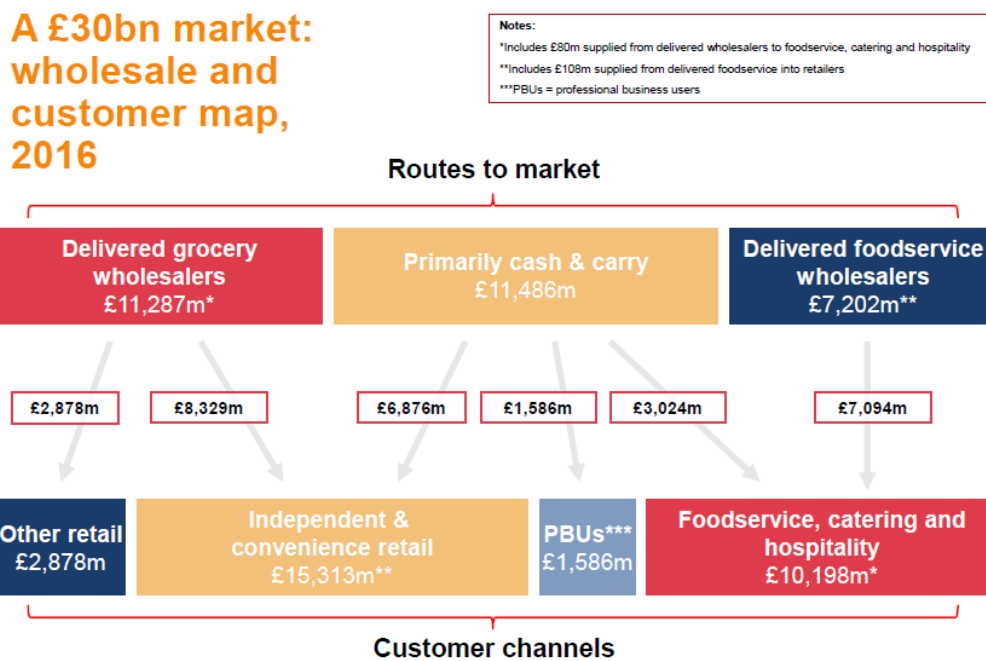 A £30bn market:
wholesale and
customer map,
2016
Notes:
*Includes £80m supplied from delivered wholesalers to foodservice, catering and hospitality
**Includes £108m supplied from delivered foodservice into retailers
***PBUs = professional business users
Routes to market
Delivered grocery
wholesalers
£11,287m*
Primarily cash & carry
£11,486m
Delivered foodservice
wholesalers
£7,202m**
£2,878m
£8,329m
£6,876m
£1,586m
£3,024m
£7,094m
Other retail
£2,878m
Independent &
convenience retail
£15,313m**
PBUs***
£1,586m
Foodservice, catering and
hospitality
£10,198m*
Customer channels